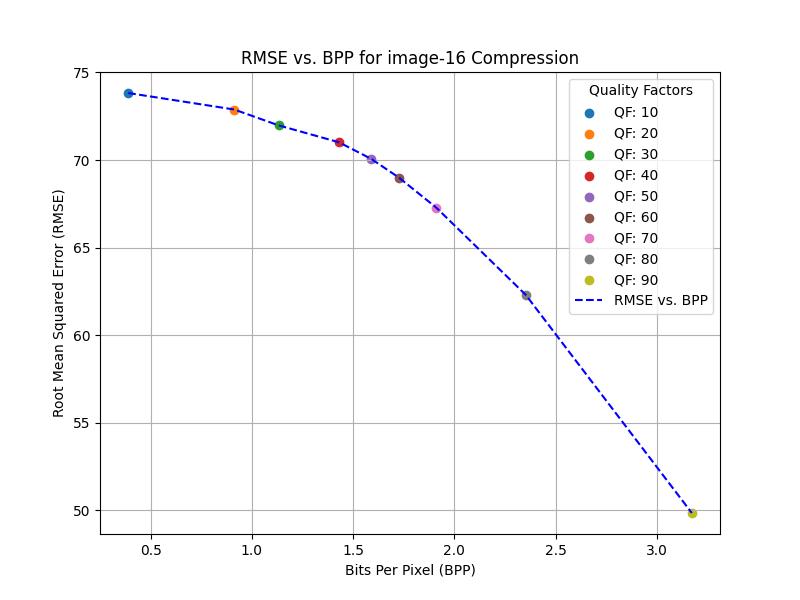 RMSE vs. BPP for image-16 Compression
Root Mean Squared Error (RMSE)
75
70
65
60
55
50
Quality Factors
QF: 10
QF: 20
QF: 30
QF: 40
QF: 50
QF: 60
QF: 70
QF: 80
QF: 90
RMSE vs. BPP
0.5 1.0 1.5 2.0 2.5 3.0
Bits Per Pixel (BPP)